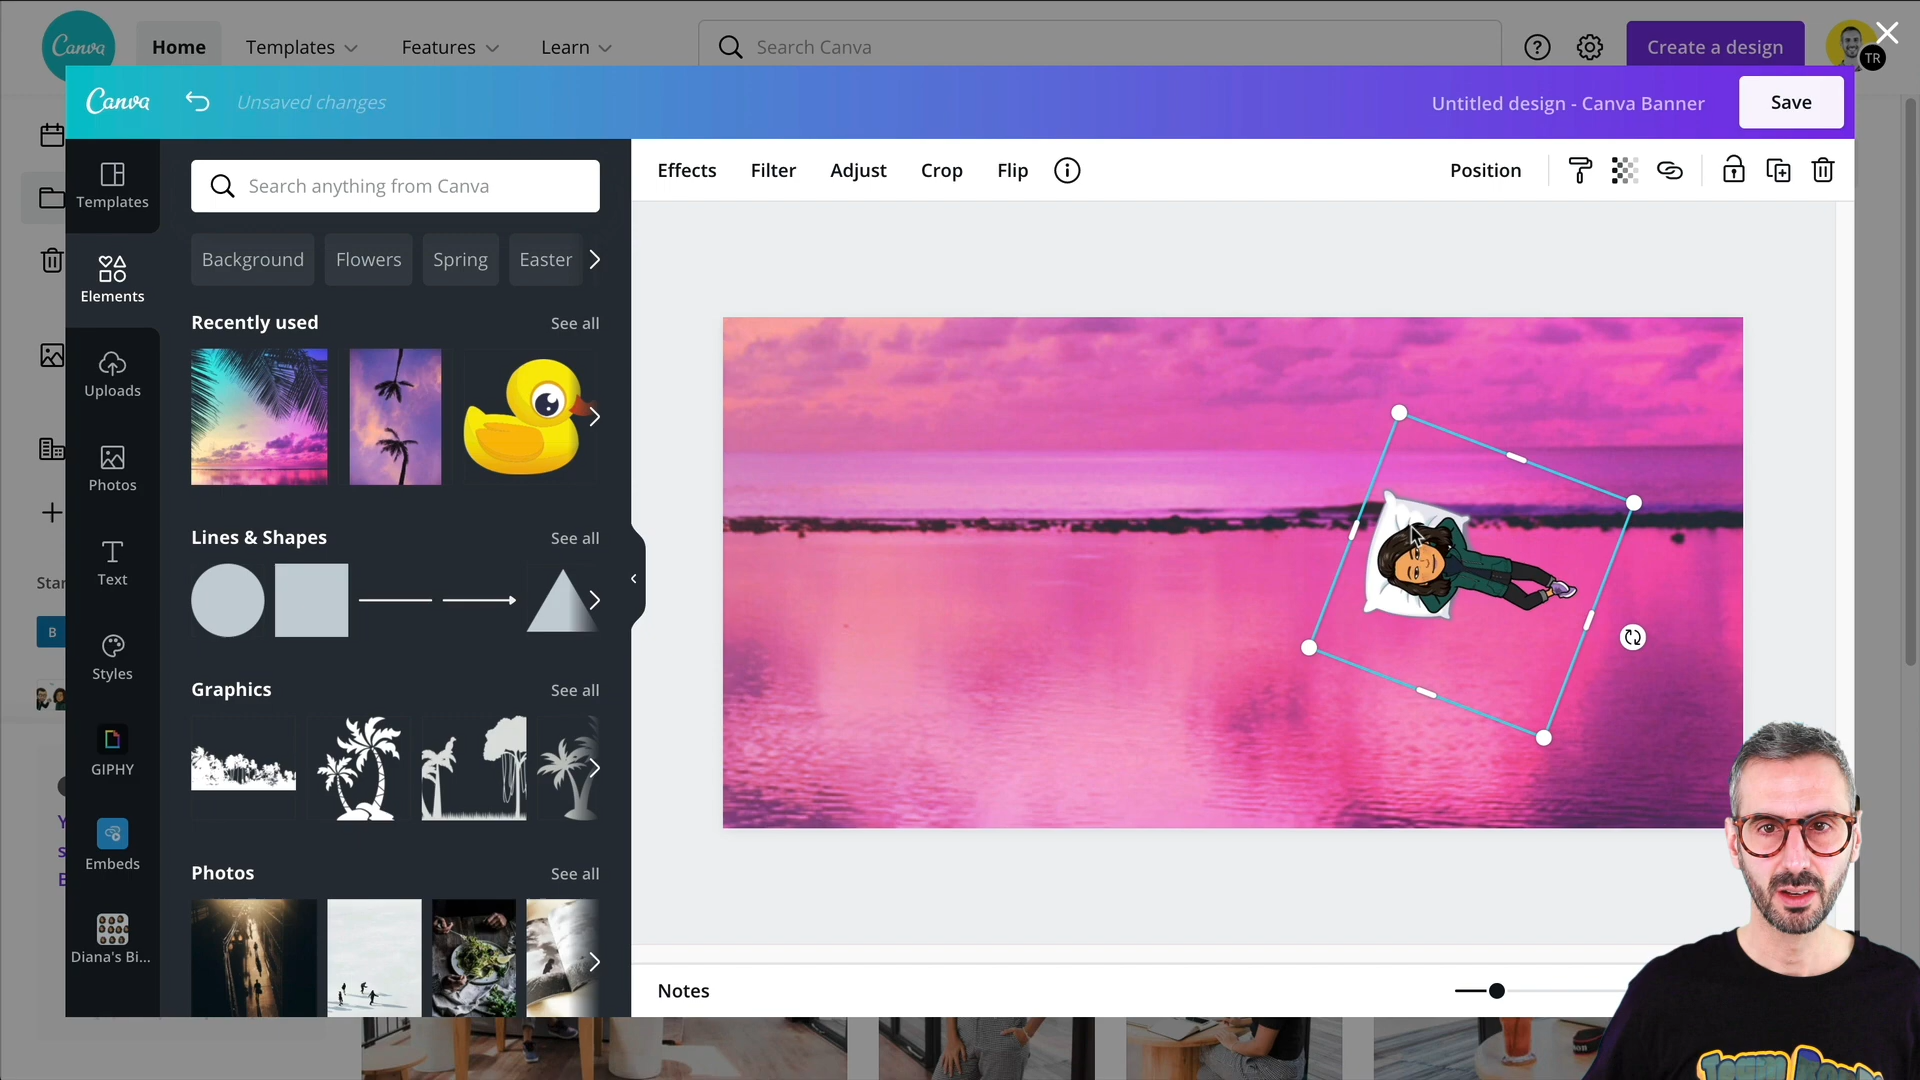 Canva
Home
Templates
Features
Learn
Search Canva
Create a design
TR
Canva
Unsaved changes
Untitled design - Canva Banner
Save
Templates
Elements
Uploads
Photos
Text
Styles
GIPHY
Embeds
Diana's Bi...
Star
B
Search anything from Canva
Background
Flowers
Spring
Easter
Recently used
See all
Lines & Shapes
See all
Graphics
See all
Photos
See all
Effects
Filter
Adjust
Crop
Flip
Position
Notes